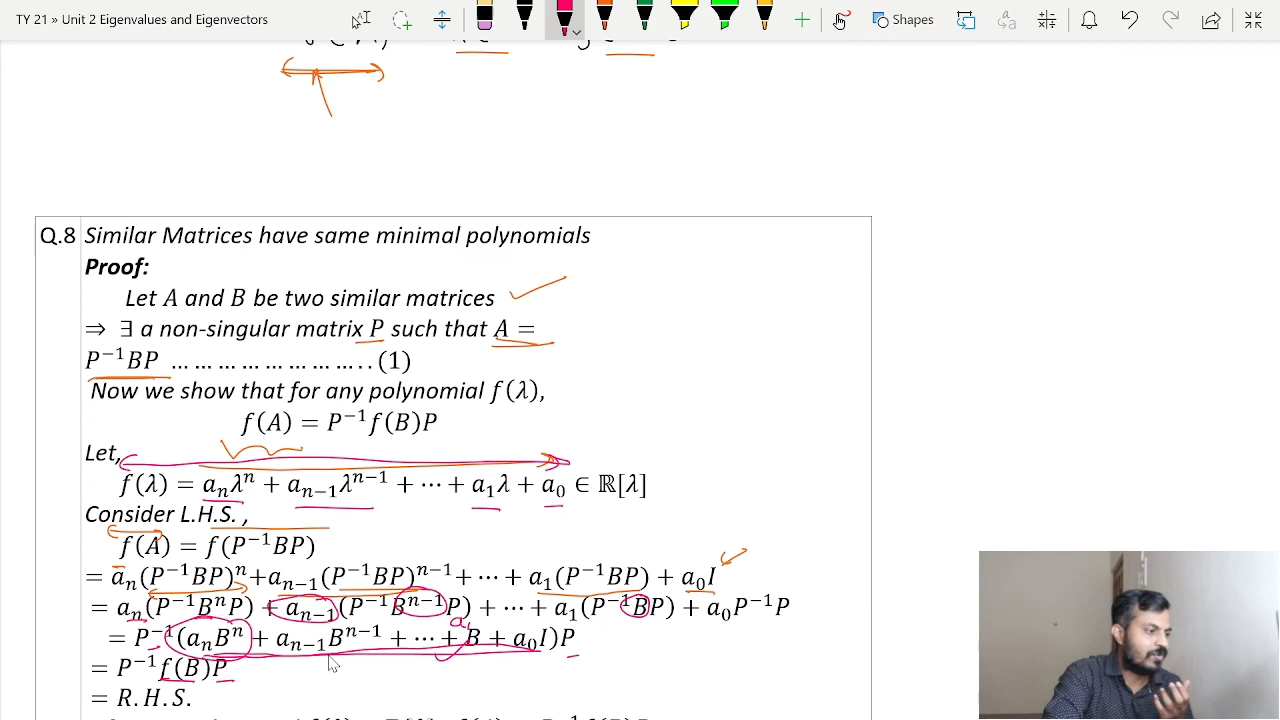 TY 21 » Unit 2 Eigenvalues and Eigenvectors
Shapes
Q.8 Similar Matrices have same minimal polynomials
Proof:
Let A and B be two similar matrices
⇒ ∃ a non-singular matrix P such that A =
P⁻¹BP … … … … … … … … . . (1)
Now we show that for any polynomial f(λ),
f(A) = P⁻¹f(B)P
Let,
f(λ) = aₙλⁿ + aₙ₋₁λⁿ⁻¹ + ⋯ + a₁λ + a₀ ∈ ℝ[λ]
Consider L.H.S. ,
f(A) = f(P⁻¹BP)
= aₙ(P⁻¹BP)ⁿ+aₙ₋₁(P⁻¹BP)ⁿ⁻¹+ ⋯ + a₁(P⁻¹BP) + a₀I
= aₙ(P⁻¹BⁿP) + aₙ₋₁(P⁻¹Bⁿ⁻¹P) + ⋯ + a₁(P⁻¹BP) + a₀P⁻¹P
a₁
= P⁻¹(aₙBⁿ + aₙ₋₁Bⁿ⁻¹ + ⋯ + B + a₀I)P
= P⁻¹f(B)P
= R.H.S.